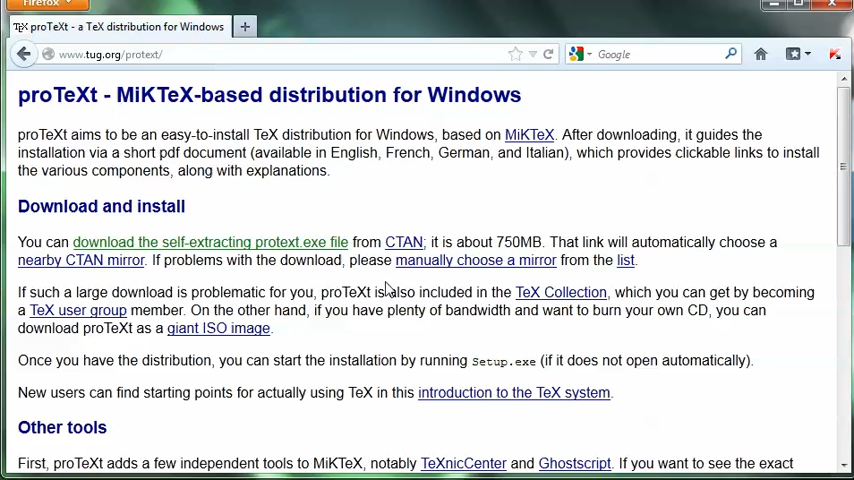 Firefox
TEX proTeXt - a TeX distribution for Windows
www.tug.org/protext/
Google
proTeXt - MiKTeX-based distribution for Windows
proTeXt aims to be an easy-to-install TeX distribution for Windows, based on MiKTeX. After downloading, it guides the
installation via a short pdf document (available in English, French, German, and Italian), which provides clickable links to install
the various components, along with explanations.
Download and install
You can download the self-extracting protext.exe file from CTAN; it is about 750MB. That link will automatically choose a
nearby CTAN mirror. If problems with the download, please manually choose a mirror from the list.
If such a large download is problematic for you, proTeXt is also included in the TeX Collection, which you can get by becoming
a TeX user group member. On the other hand, if you have plenty of bandwidth and want to burn your own CD, you can
download proTeXt as a giant ISO image.
Once you have the distribution, you can start the installation by running Setup.exe (if it does not open automatically).
New users can find starting points for actually using TeX in this introduction to the TeX system.
Other tools
First, proTeXt adds a few independent tools to MiKTeX, notably TeXnicCenter and Ghostscript. If you want to see the exact